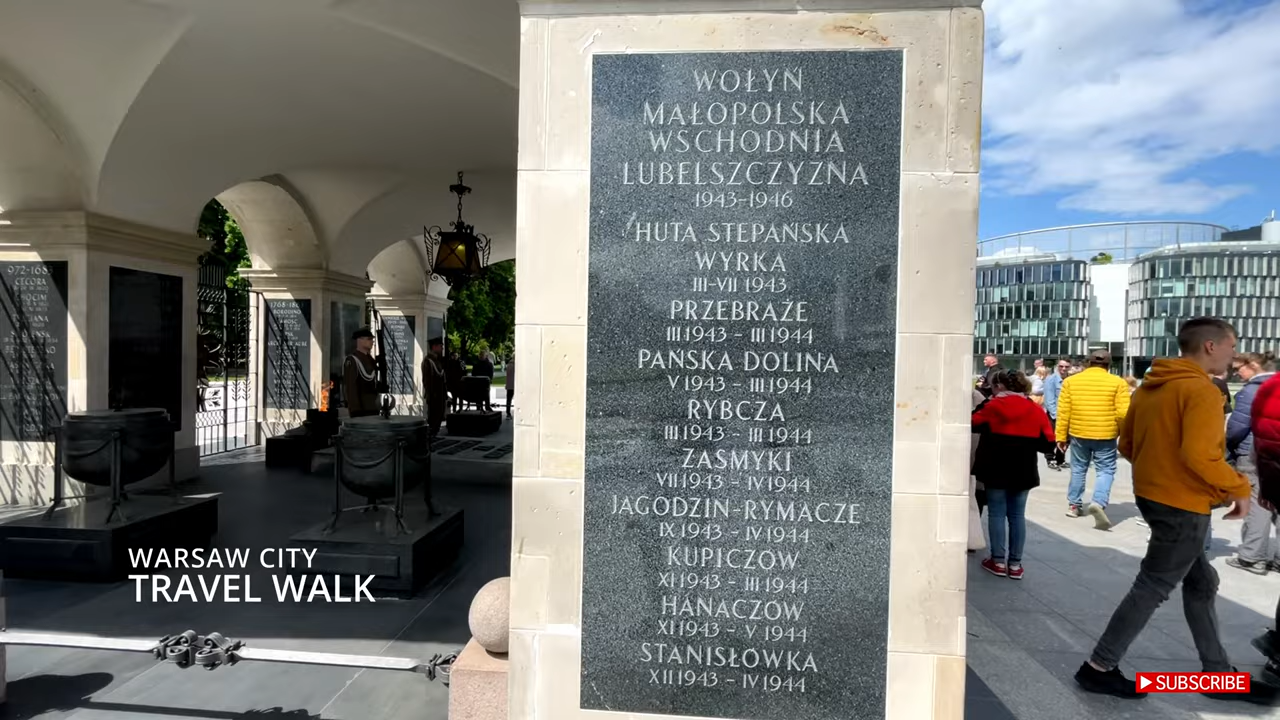 WOŁYŃ
MAŁOPOLSKA
WSCHODNIA
LUBELSZCZYZNA
1943-1946
HUTA STEPAŃSKA
WYRKA
III-VII 1943
PRZEBRAŻE
III 1943 - III 1944
PAŃSKA DOLINA
V 1943 - III 1944
RYBCZA
III 1943 - III 1944
ZASMYKI
VII 1943 - IV 1944
JAGODZIN-RYMACZE
IX 1943 - IV 1944
KUPICZÓW
XI 1943 - III 1944
HANACZÓW
XI 1943 - V 1944
STANISŁÓWKA
XII 1943 - IV 1944
972-1683
CECORA
WARSAW CITY
TRAVEL WALK
SUBSCRIBE